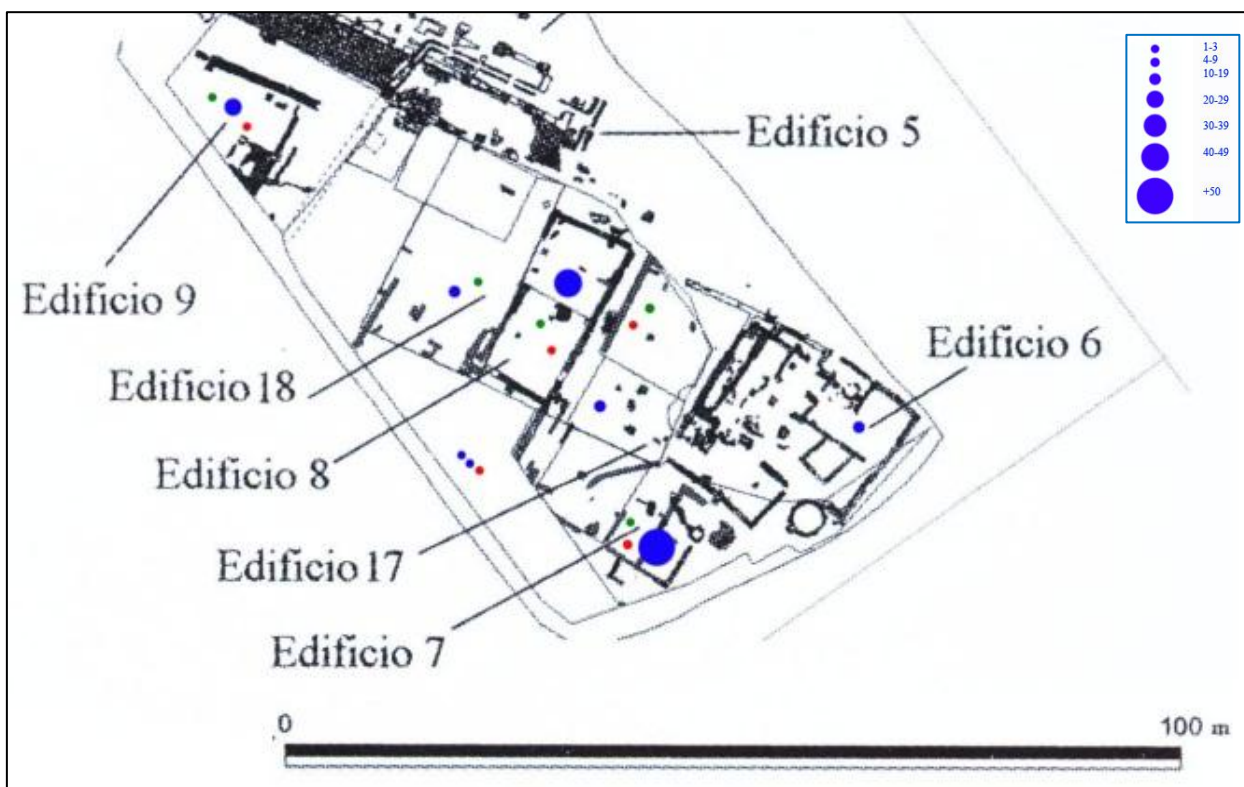 1-3
4-9
10-19
20-29
30-39
40-49
+50
Edificio 5
Edificio 9
Edificio 6
Edificio 18
Edificio 8
Edificio 17
Edificio 7
0
100 m